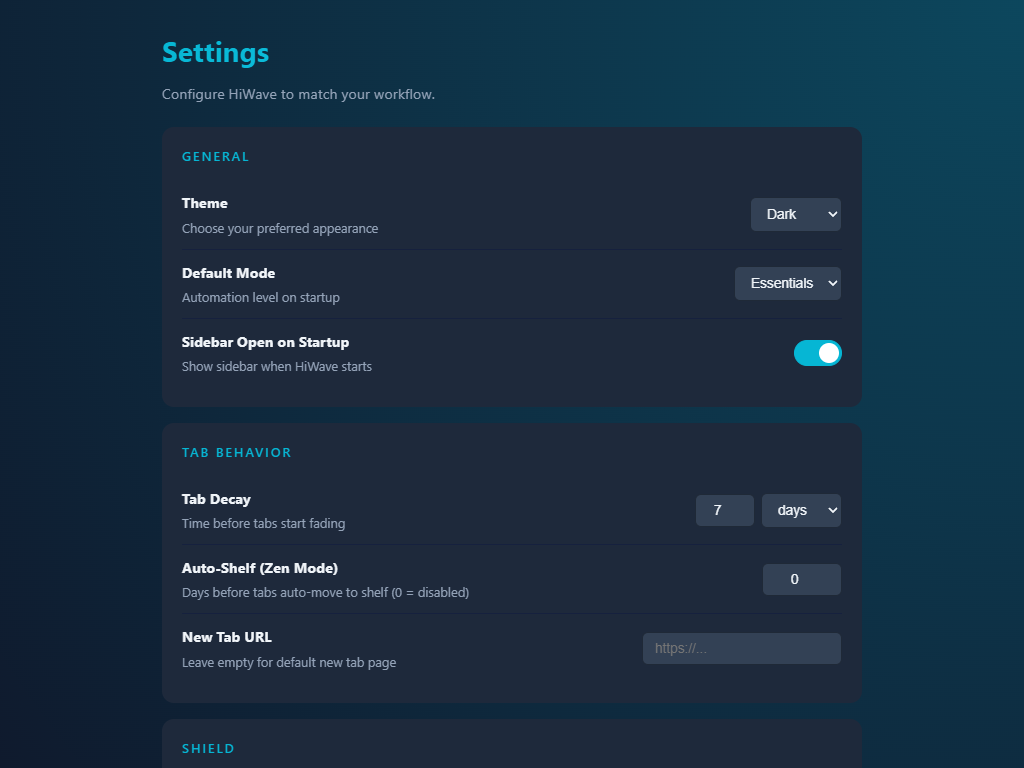 Settings
Configure HiWave to match your workflow.
GENERAL
Theme
Choose your preferred appearance
Dark
Default Mode
Automation level on startup
Essentials
Sidebar Open on Startup
Show sidebar when HiWave starts
TAB BEHAVIOR
Tab Decay
Time before tabs start fading
7
days
Auto-Shelf (Zen Mode)
Days before tabs auto-move to shelf (0 = disabled)
0
New Tab URL
Leave empty for default new tab page
https://...
SHIELD